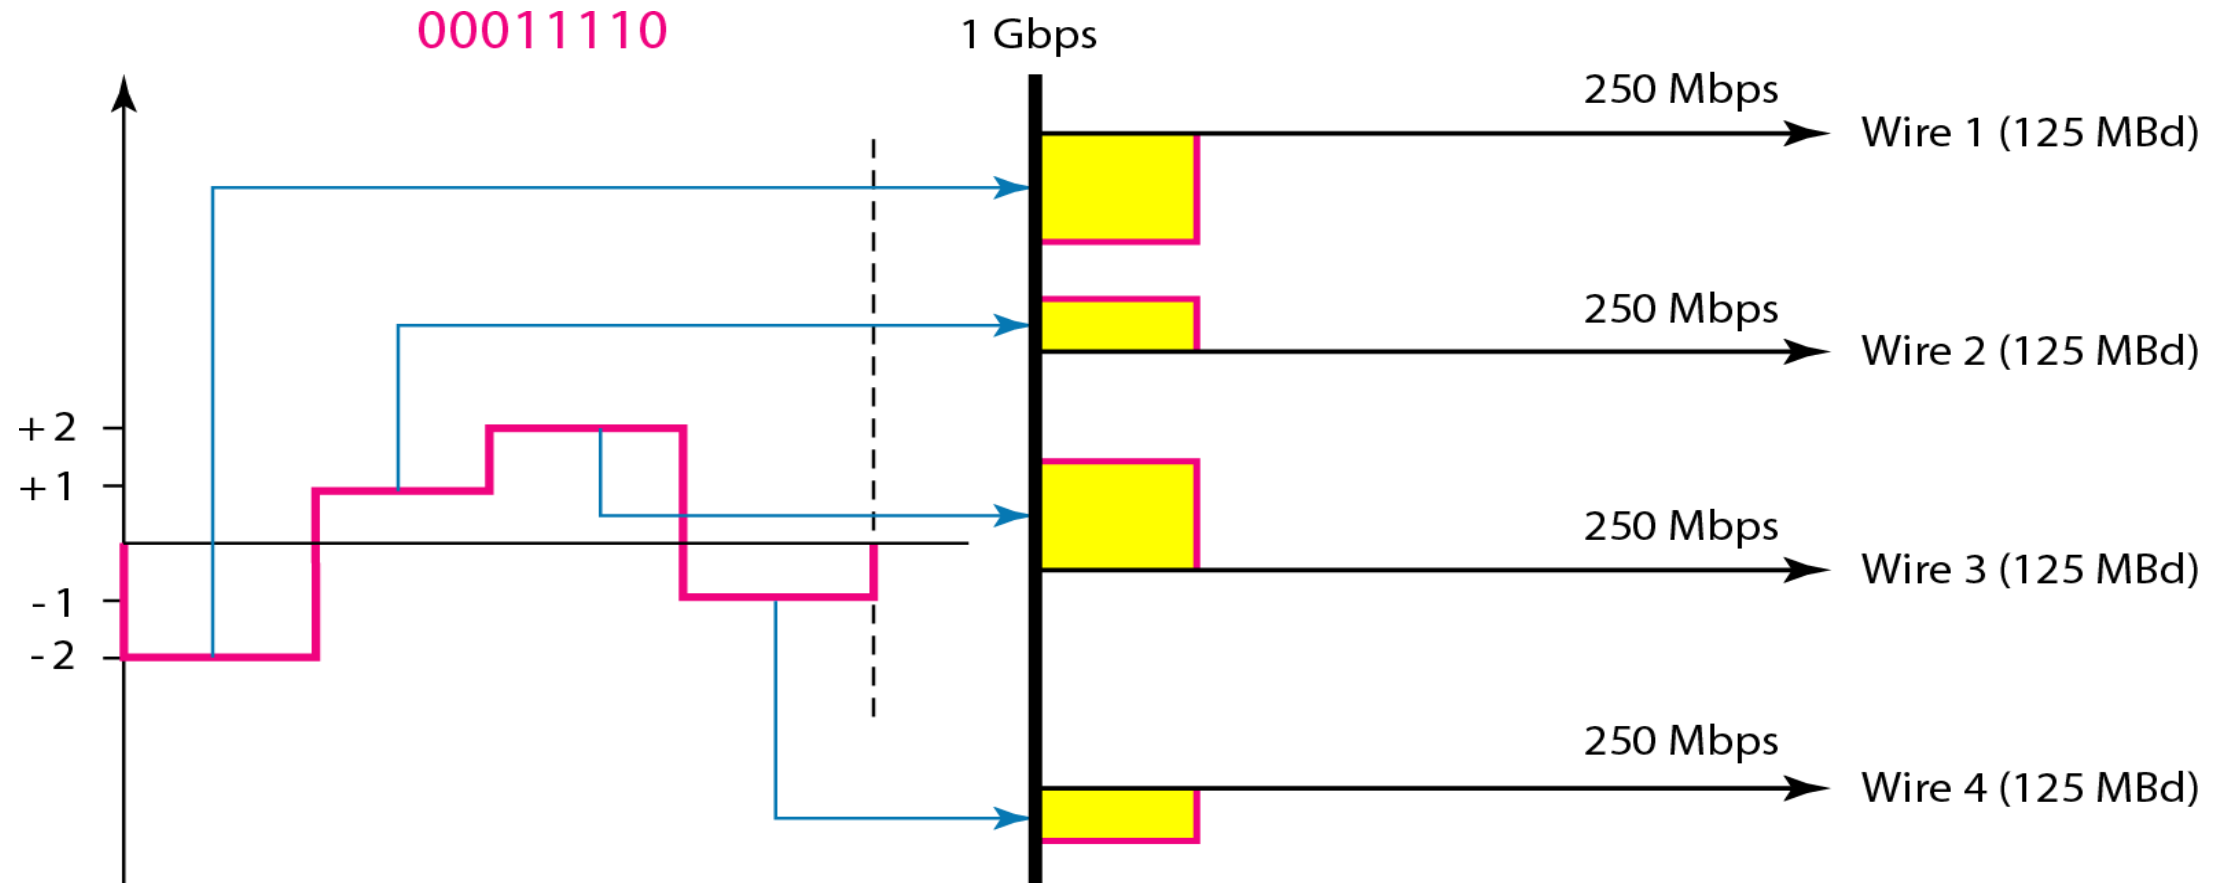 00011110
1 Gbps
250 Mbps
Wire 1 (125 MBd)
250 Mbps
Wire 2 (125 MBd)
+2
+1
250 Mbps
Wire 3 (125 MBd)
-1
-2
250 Mbps
Wire 4 (125 MBd)